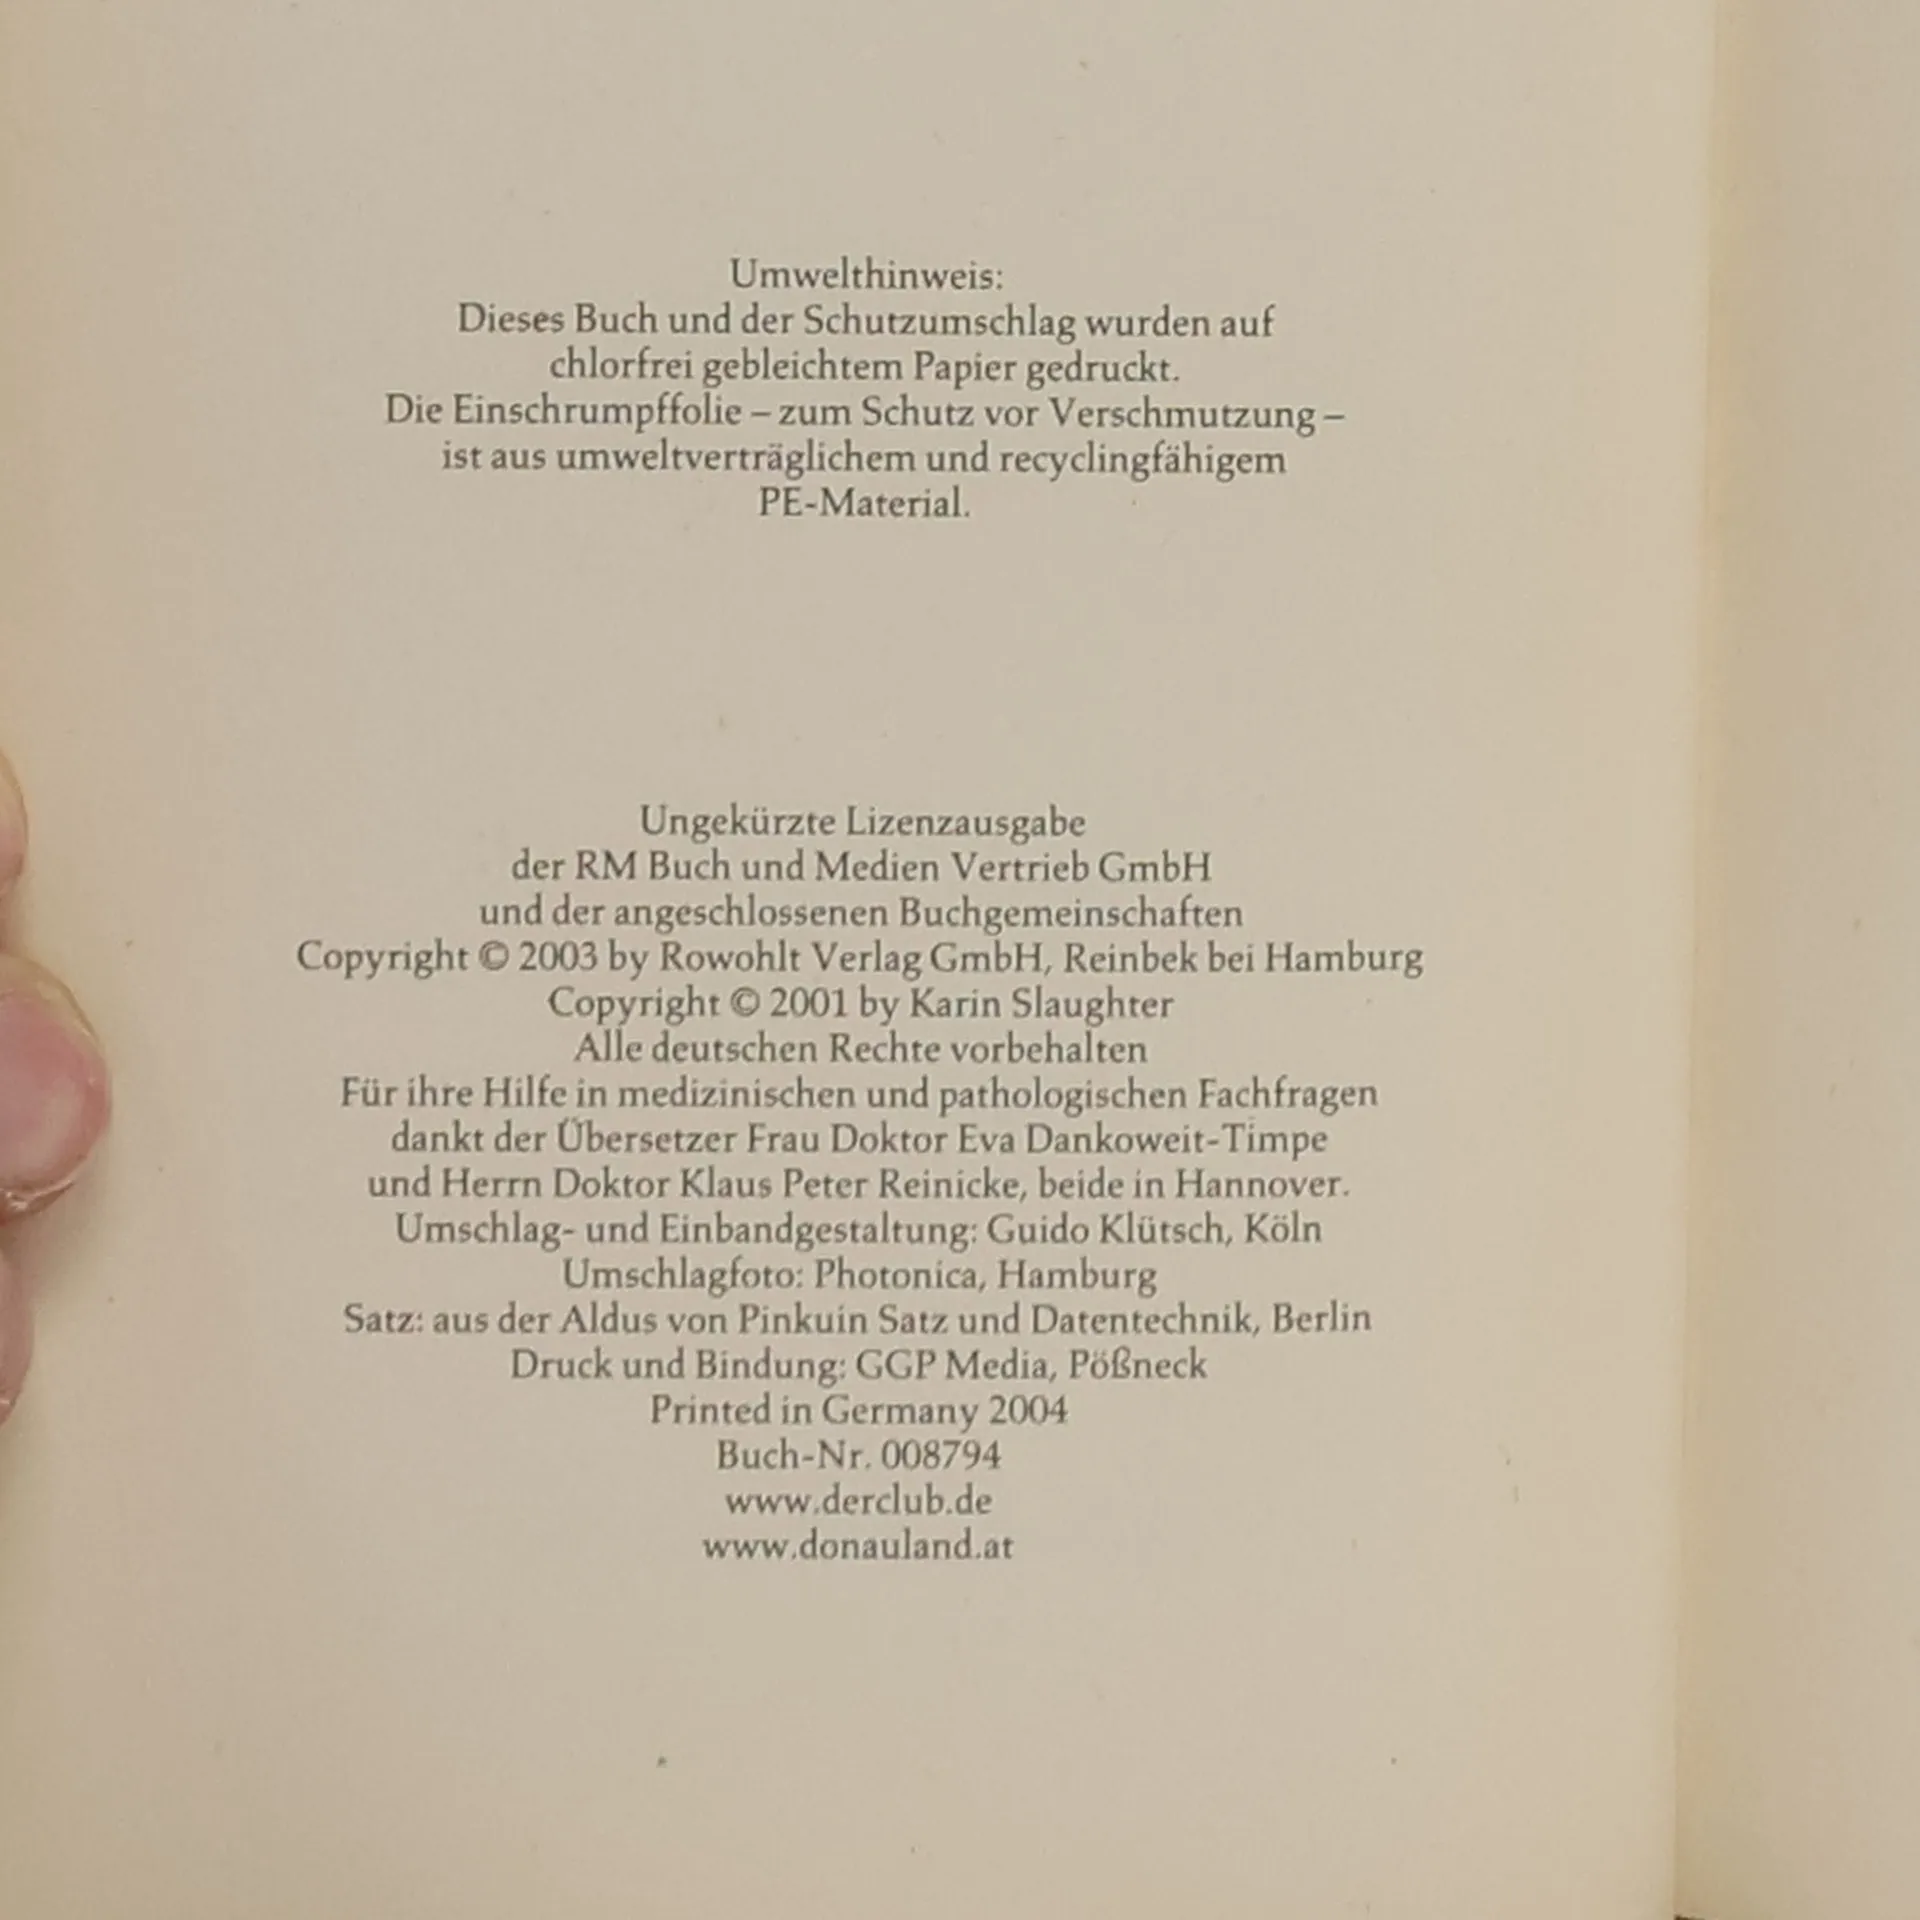 Umwelthinweis:
Dieses Buch und der Schutzumschlag wurden auf
chlorfrei gebleichtem Papier gedruckt.
Die Einschrumpffolie – zum Schutz vor Verschmutzung –
ist aus umweltverträglichem und recyclingfähigem
PE-Material.
Ungekürzte Lizenzausgabe
der RM Buch und Medien Vertrieb GmbH
und der angeschlossenen Buchgemeinschaften
Copyright © 2003 by Rowohlt Verlag GmbH, Reinbek bei Hamburg
Copyright © 2001 by Karin Slaughter
Alle deutschen Rechte vorbehalten
Für ihre Hilfe in medizinischen und pathologischen Fachfragen
dankt der Übersetzer Frau Doktor Eva Dankoweit-Timpe
und Herrn Doktor Klaus Peter Reinicke, beide in Hannover.
Umschlag- und Einbandgestaltung: Guido Klütsch, Köln
Umschlagfoto: Photonica, Hamburg
Satz: aus der Aldus von Pinkuin Satz und Datentechnik, Berlin
Druck und Bindung: GGP Media, Pößneck
Printed in Germany 2004
Buch-Nr. 008794
www.derclub.de
www.donauland.at